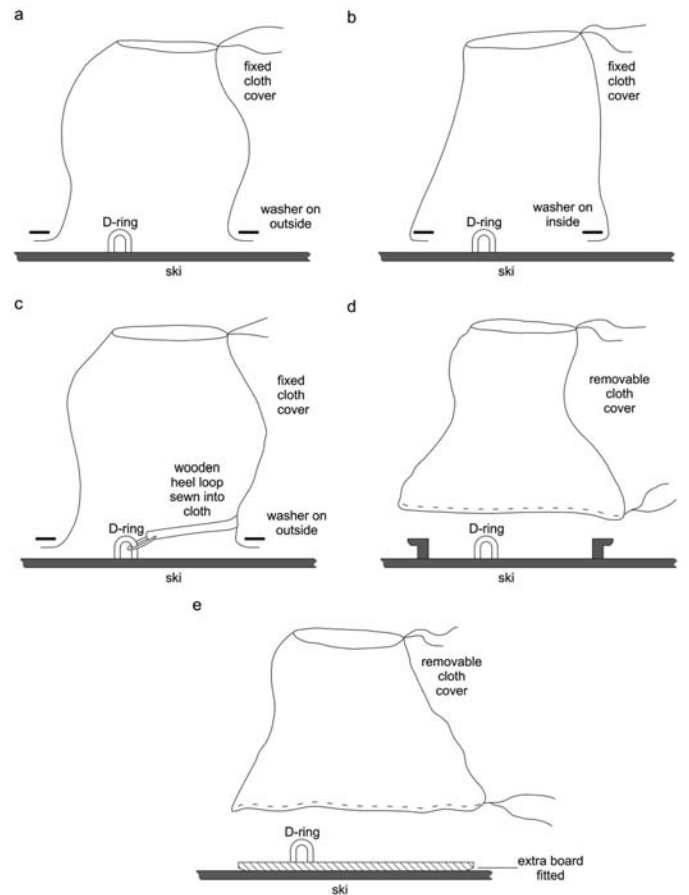 a
fixed
cloth
cover
D-ring
washer on
outside
ski
b
fixed
cloth
cover
D-ring
washer on
inside
ski
c
fixed
cloth
cover
wooden
heel loop
sewn into
cloth
D-ring
washer on
outside
ski
d
removable
cloth
cover
D-ring
ski
e
removable
cloth
cover
D-ring
extra board
fitted
ski